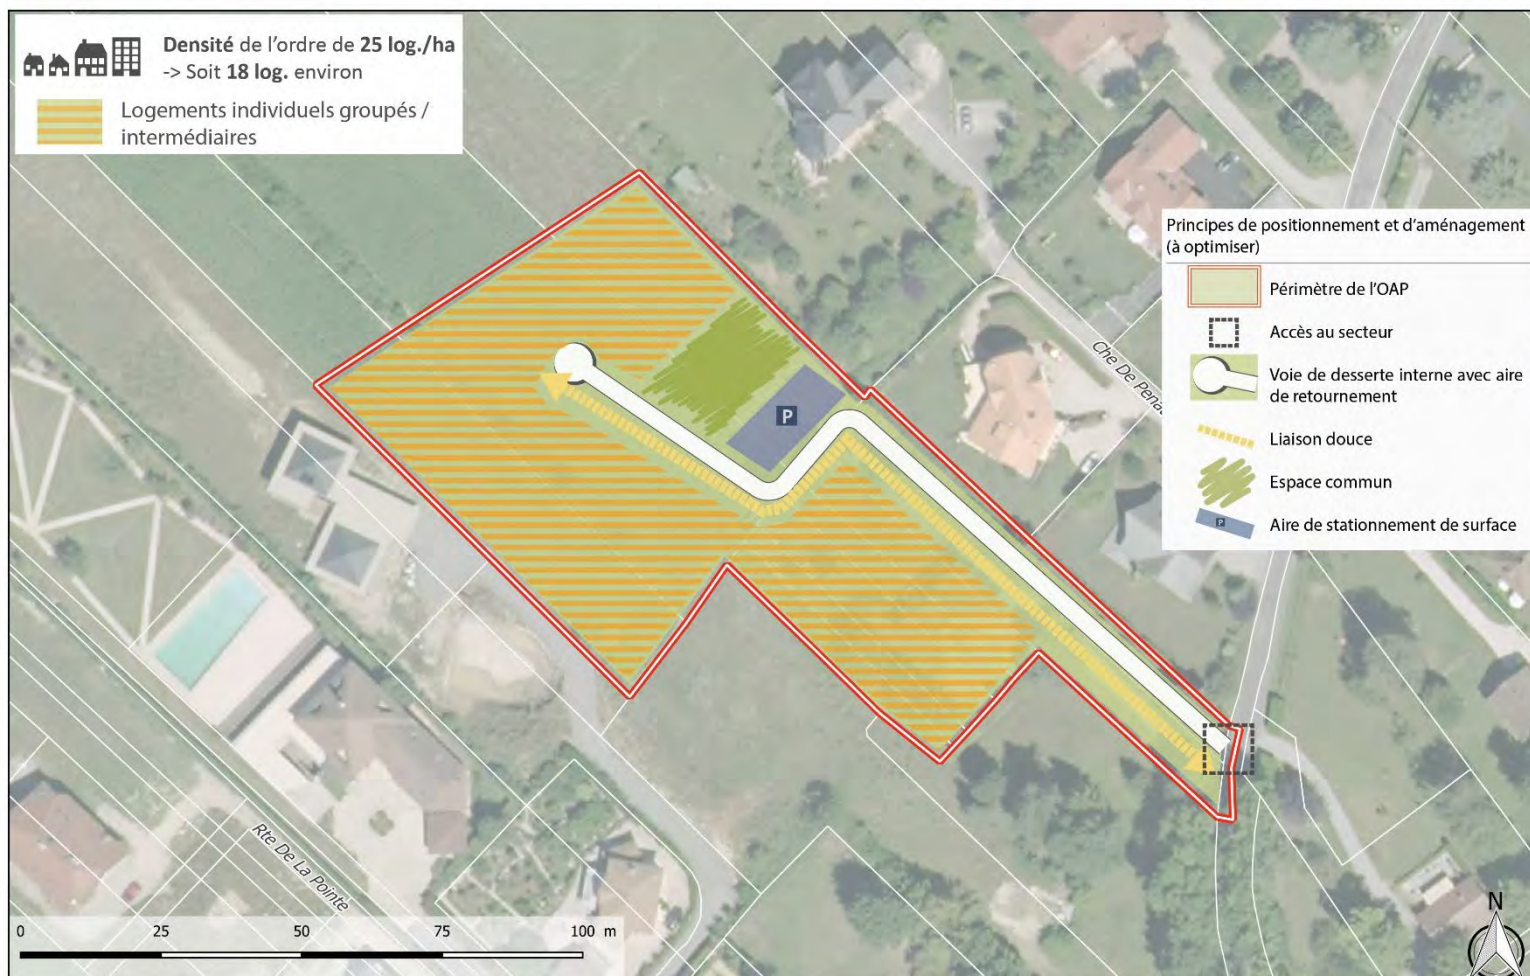 Densité de l'ordre de 25 log./ha
-> Soit 18 log. environ
Logements individuels groupés /
intermédiaires
Principes de positionnement et d'aménagement
(à optimiser)
Périmètre de l'OAP
Accès au secteur
Voie de desserte interne avec aire
de retournement
Liaison douce
Espace commun
P
Aire de stationnement de surface
P
Che De
Rte De La Pointe
0 25 50 75 100 m
N